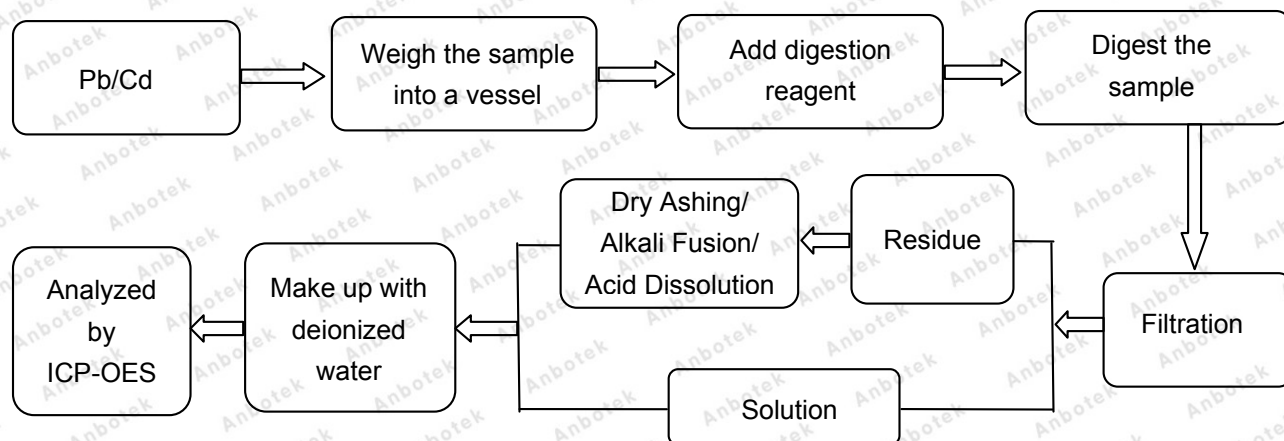 Pb/Cd
Weigh the sample
into a vessel
Add digestion
reagent
Digest the
sample
Filtration
Residue
Dry Ashing/
Alkali Fusion/
Acid Dissolution
Solution
Make up with
deionized
water
Analyzed
by
ICP-OES
Anbotek